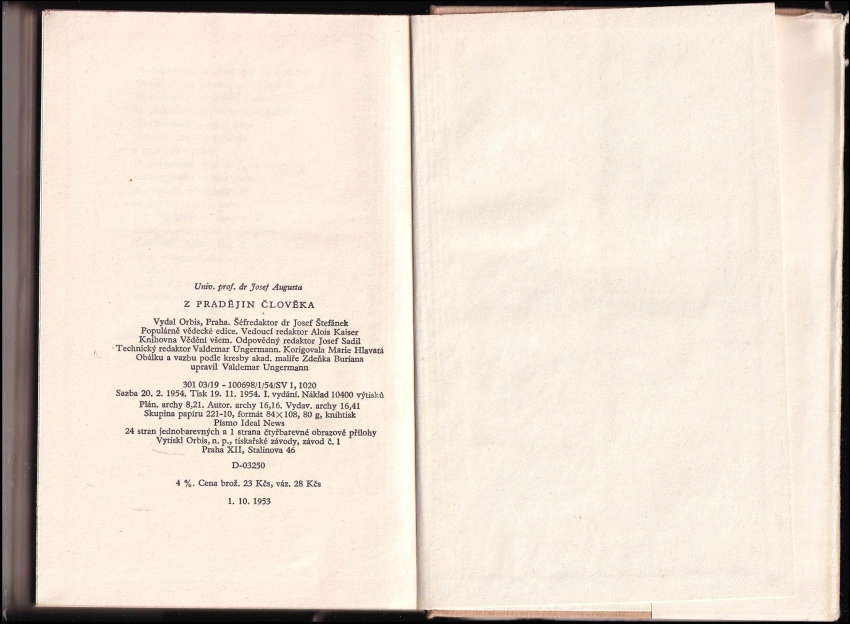 Univ. prof. dr Josef Augusta
Z PRADĚJIN ČLOVĚKA
Vydal Orbis, Praha. Šéfredaktor dr Josef Štefánek
Populárně vědecké edice. Vedoucí redaktor Alois Kaiser
Knihovna Vědění všem. Odpovědný redaktor Josef Sadil
Technický redaktor Valdemar Ungermann. Korigovala Marie Hlavatá
Obálku a vazbu podle kresby akad. malíře Zdeňka Buriana
upravil Valdemar Ungermann
301 03/19 - 100698/1/54/SV 1, 1020
Sazba 20. 2. 1954. Tisk 19. 11. 1954. I. vydání. Náklad 10400 výtisků
Plán. archy 8,21. Autor. archy 16,16. Vydav. archy 16,41
Skupina papíru 221-10, formát 84×108, 80 g, knihtisk
Písmo Ideal News
24 stran jednobarevných a 1 strana čtyřbarevné obrazové přílohy
Vytiskl Orbis, n. p., tiskařské závody, závod č. 1
Praha XII, Stalinova 46
D-03250
4 %. Cena brož. 23 Kčs, váz. 28 Kčs
1. 10. 1953